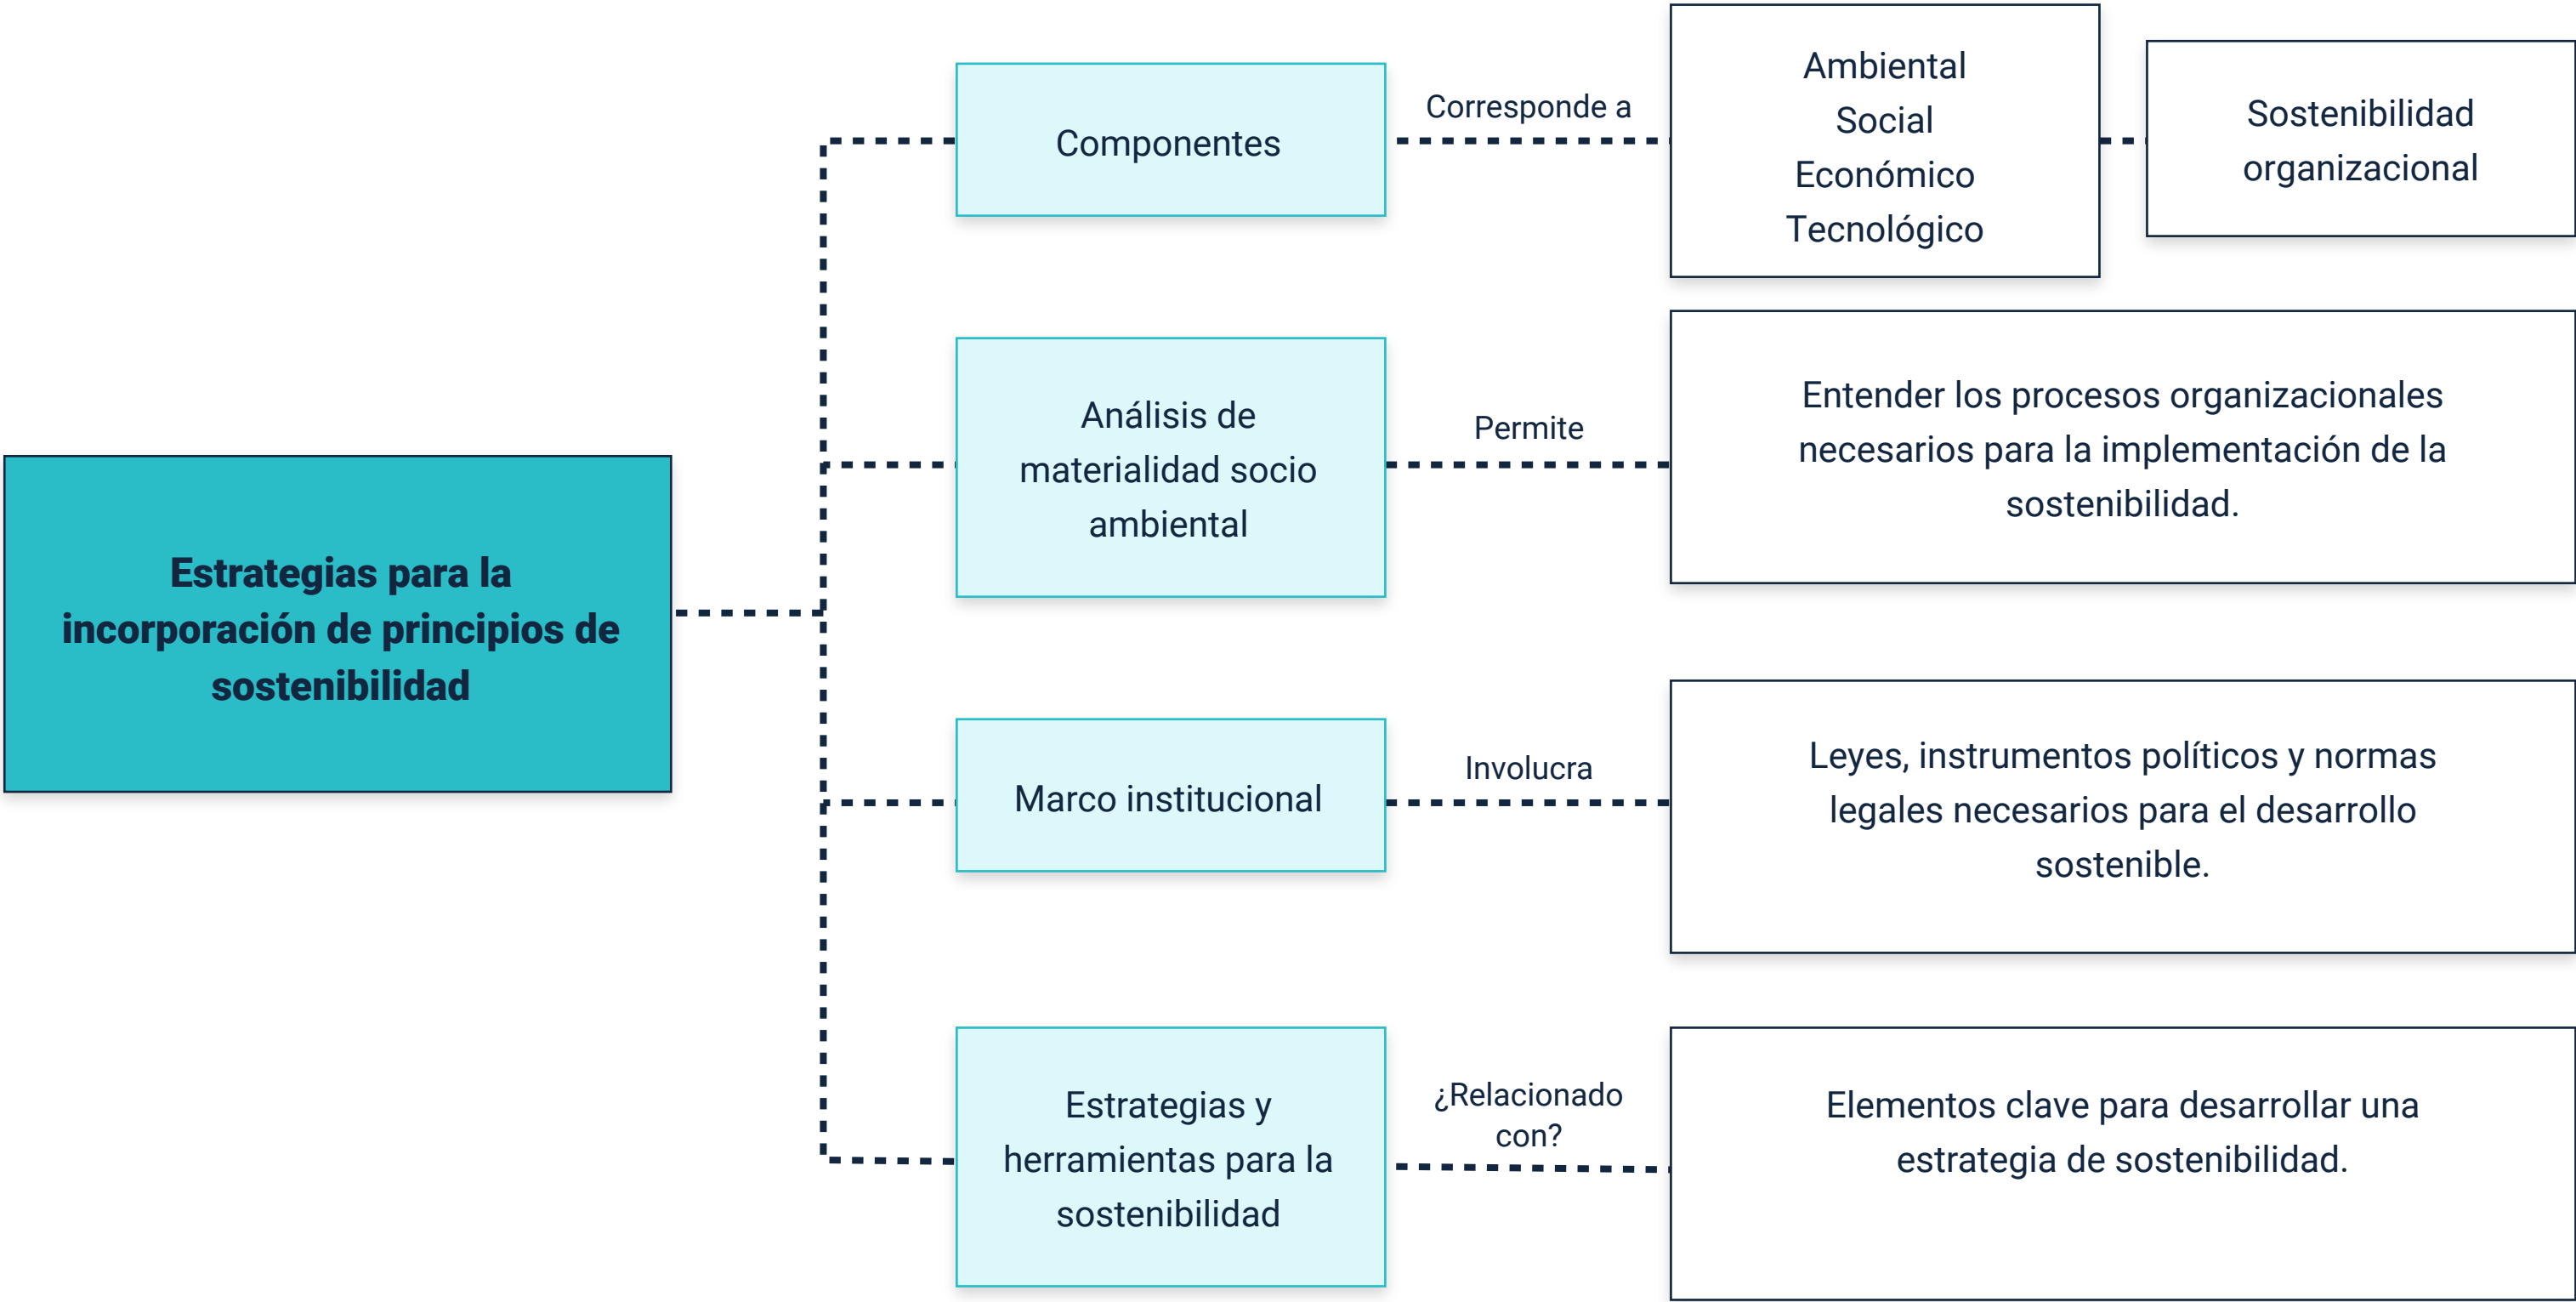 Estrategias para la
incorporación de principios de
sostenibilidad
Componentes
Corresponde a
Ambiental
Social
Económico
Tecnológico
Sostenibilidad
organizacional
Análisis de
materialidad socio
ambiental
Permite
Entender los procesos organizacionales
necesarios para la implementación de la
sostenibilidad.
Marco institucional
Involucra
Leyes, instrumentos políticos y normas
legales necesarios para el desarrollo
sostenible.
Estrategias y
herramientas para la
sostenibilidad
¿Relacionado
con?
Elementos clave para desarrollar una
estrategia de sostenibilidad.